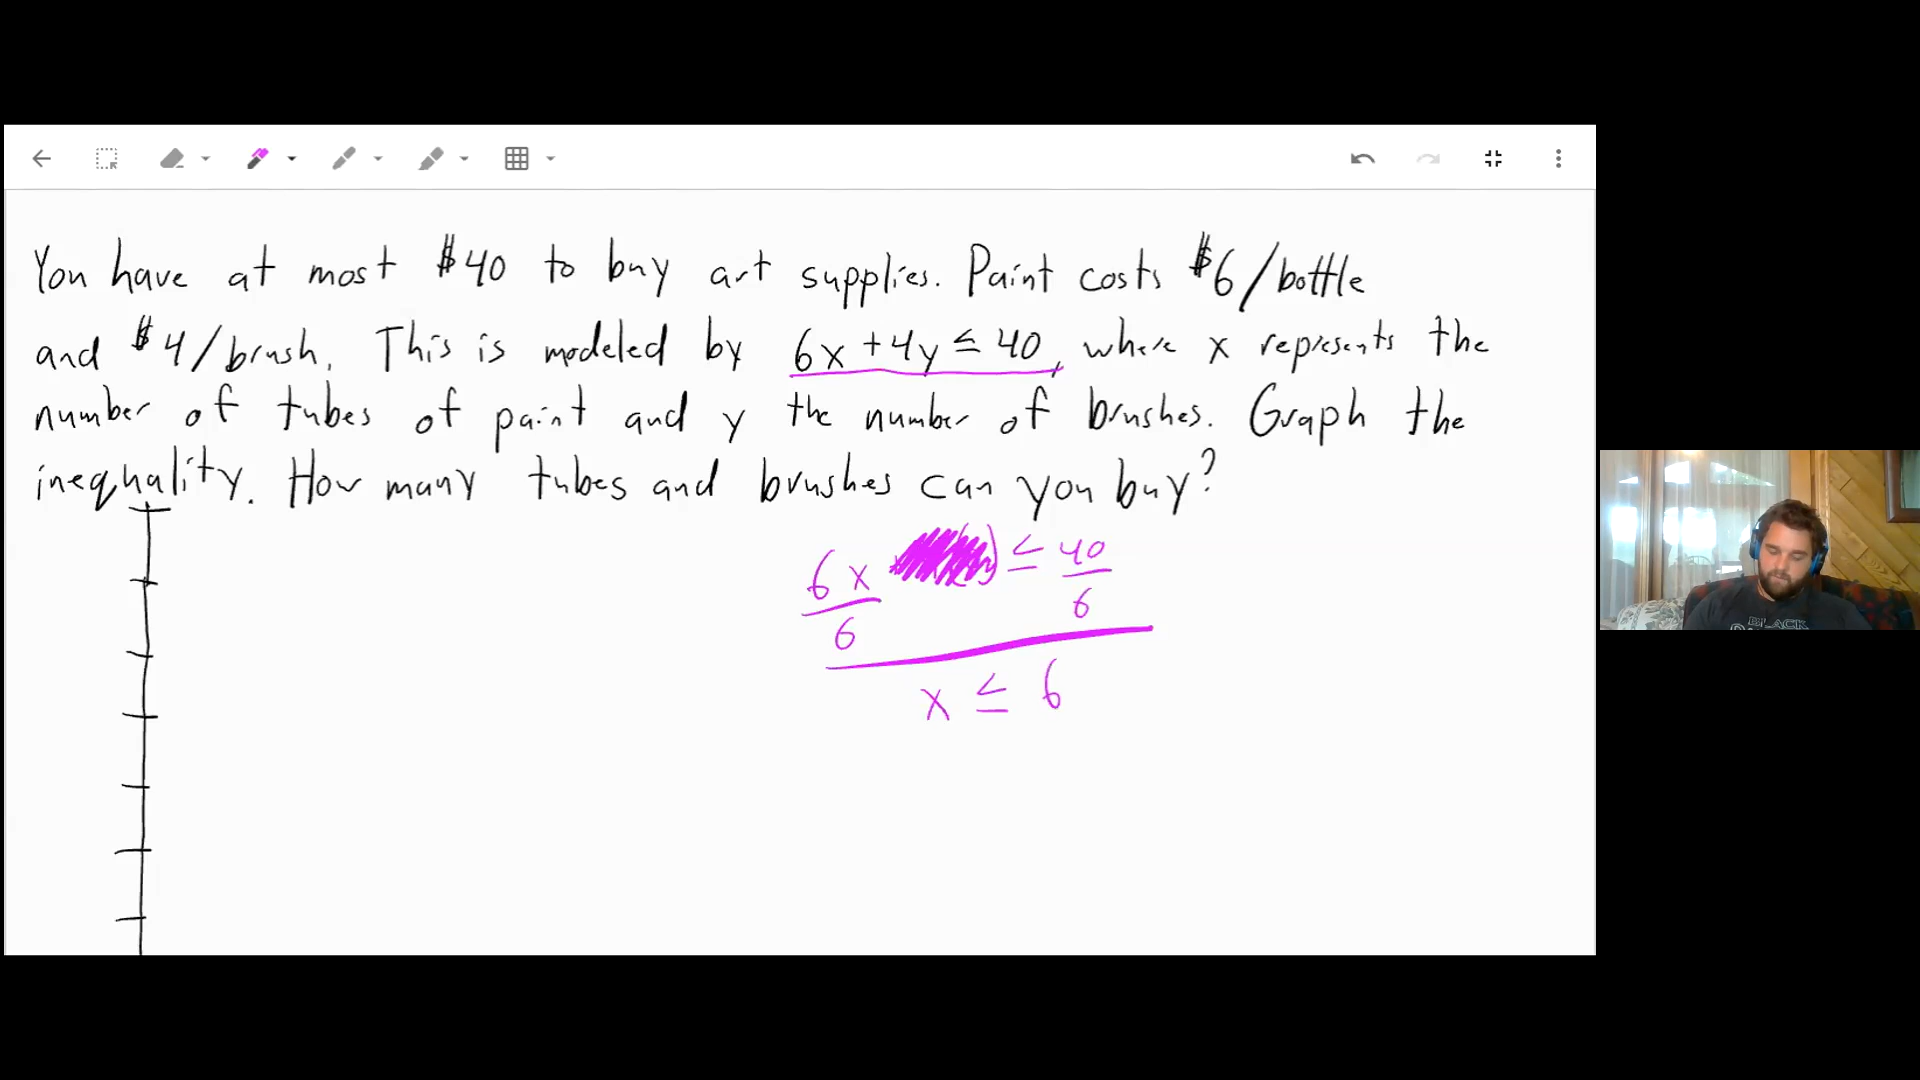 You have at most $40 to buy art supplies. Paint costs $6/bottle
and $4/brush. This is modeled by 6x + 4y ≤ 40, where x represents the
number of tubes of paint and y the number of brushes. Graph the
inequality. How many tubes and brushes can you buy?
6x ≤ 40
6 6
x ≤ 6
BLACK